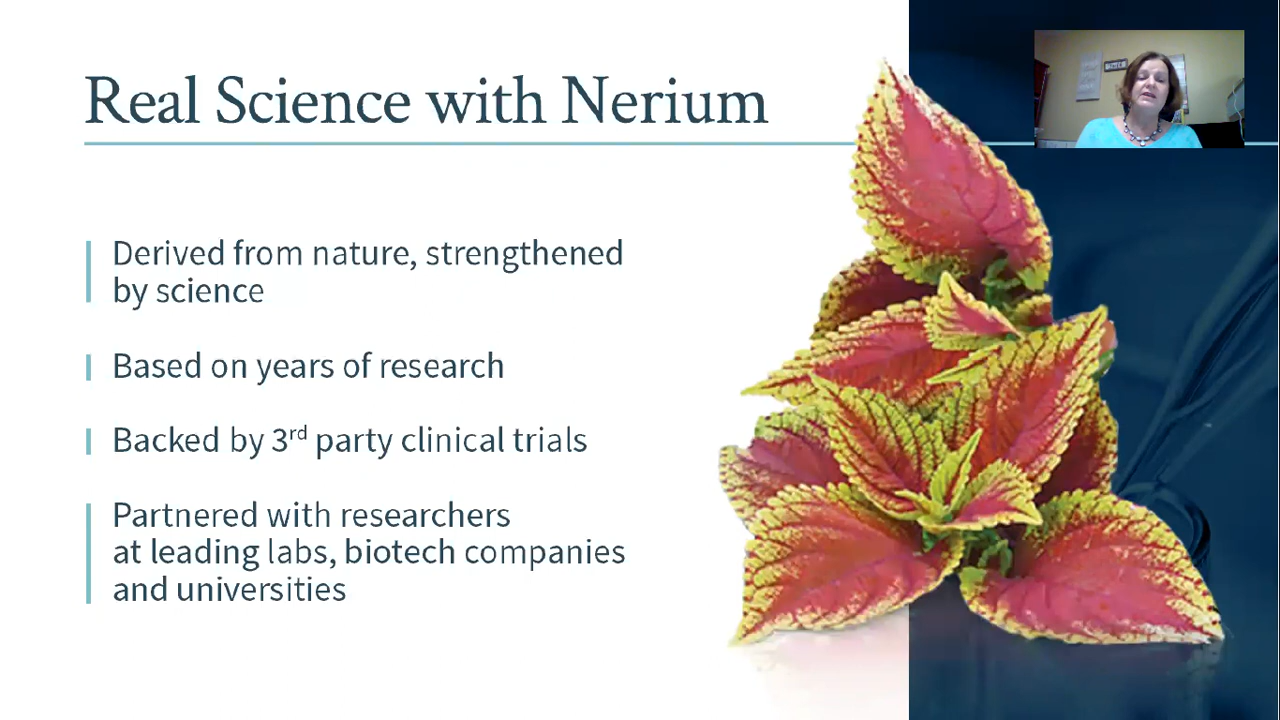 Real Science with Nerium
Derived from nature, strengthened
by science
Based on years of research
Backed by 3rd party clinical trials
Partnered with researchers
at leading labs, biotech companies
and universities